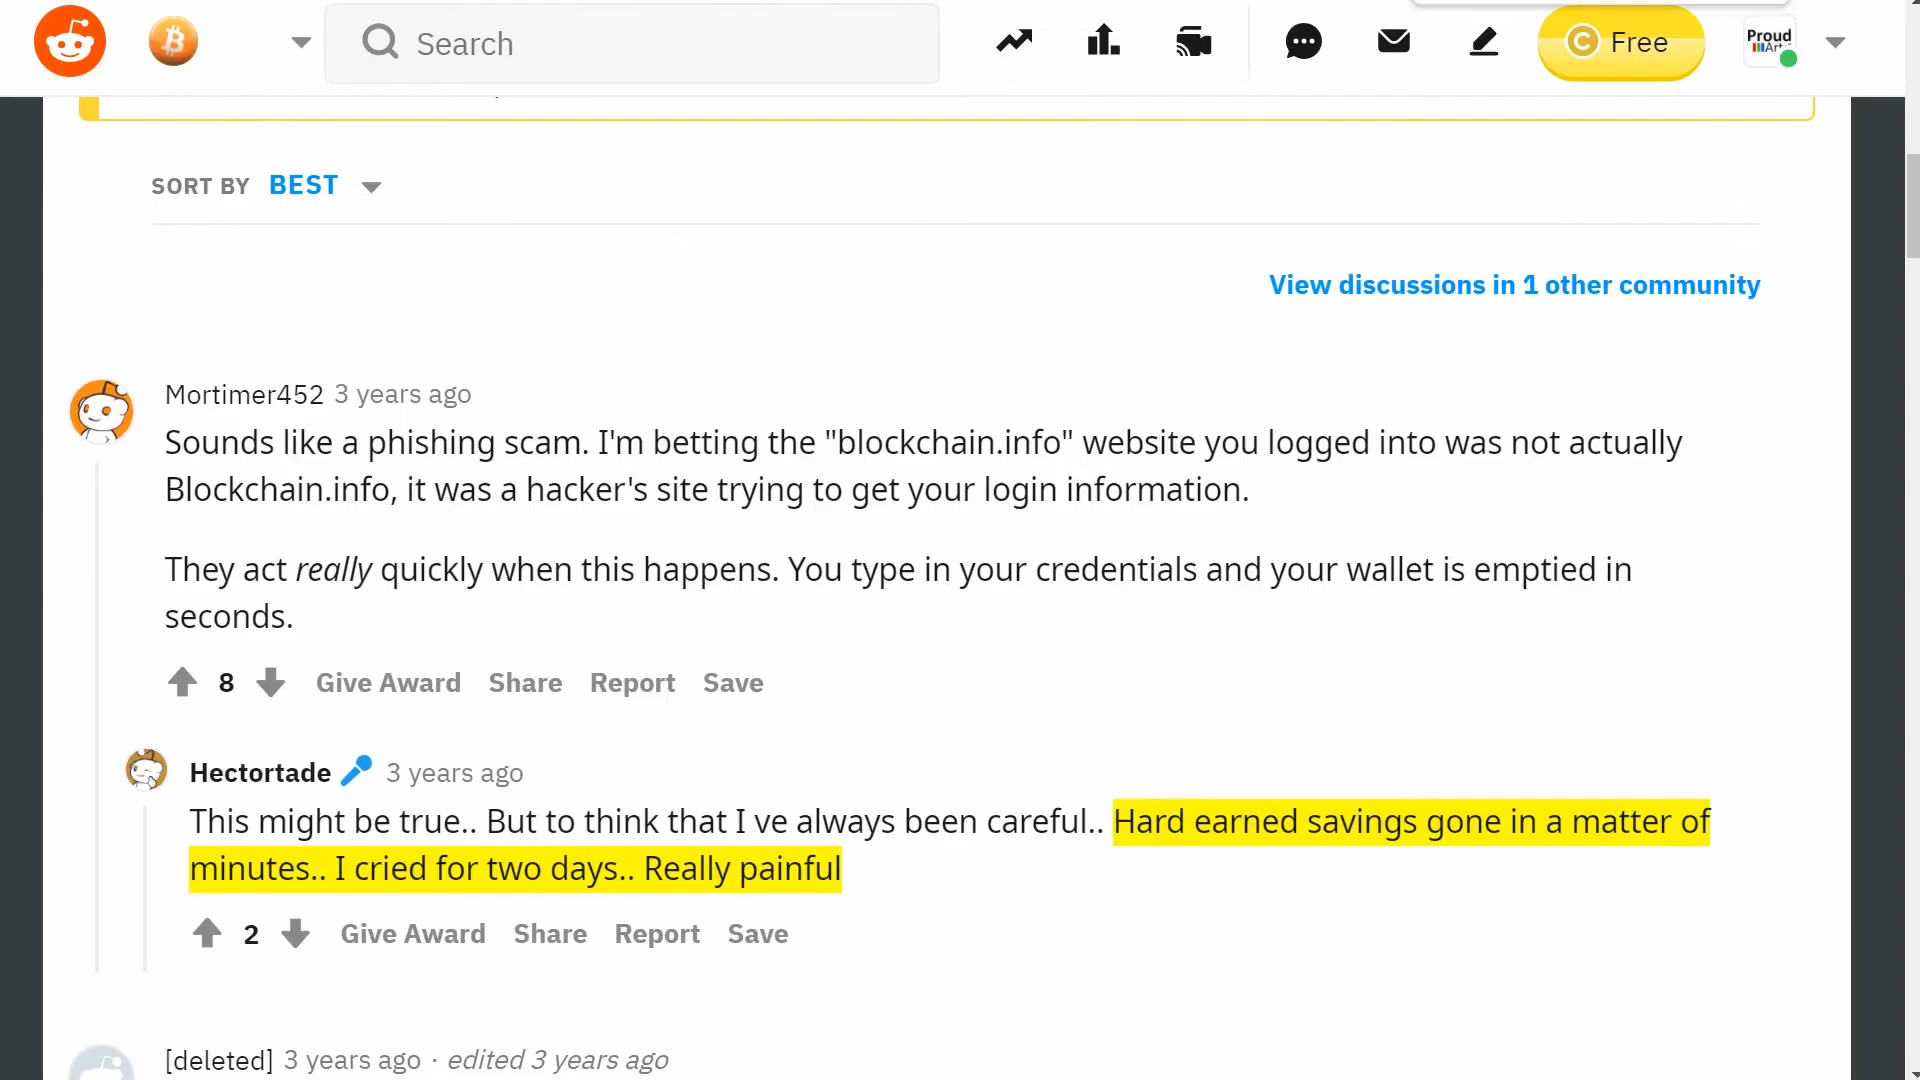 Search
Free
Proud
Art
SORT BY BEST
View discussions in 1 other community
Mortimer452 3 years ago
Sounds like a phishing scam. I'm betting the "blockchain.info" website you logged into was not actually
Blockchain.info, it was a hacker's site trying to get your login information.
They act really quickly when this happens. You type in your credentials and your wallet is emptied in
seconds.
8 Give Award Share Report Save
Hectortade 3 years ago
This might be true.. But to think that I ve always been careful.. Hard earned savings gone in a matter of
minutes.. I cried for two days.. Really painful
2 Give Award Share Report Save
[deleted] 3 years ago · edited 3 years ago